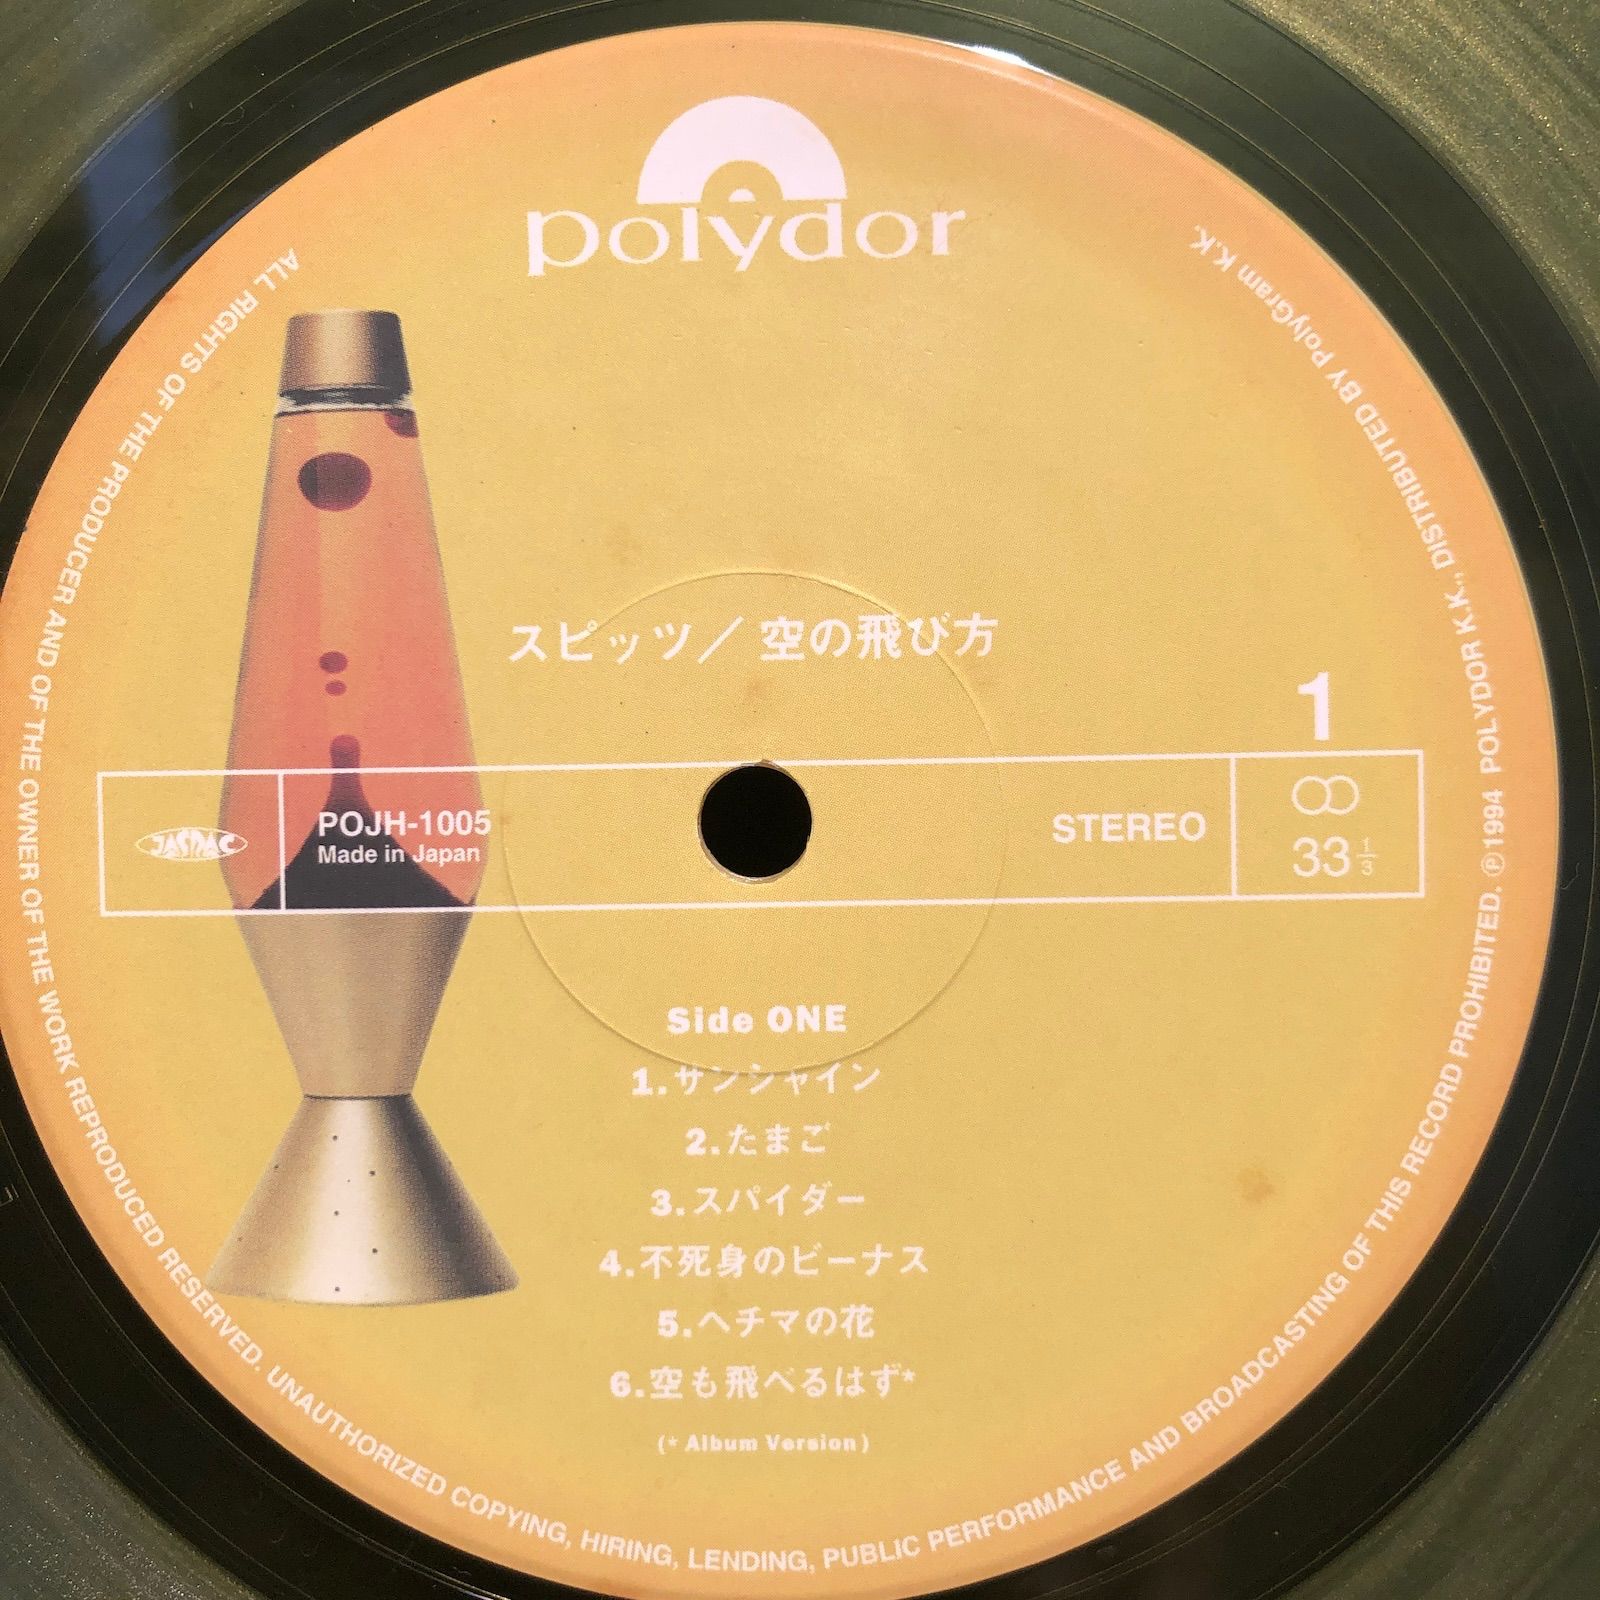 polydor
スピッツ／空の飛び方
1
JASRAC
POJH-1005
Made in Japan
STEREO
33 1/3
Side ONE
1.サンシャイン
2.たまご
3.スパイダー
4.不死身のビーナス
5.ヘチマの花
6.空も飛べるはず*
(* Album Version)
ALL RIGHTS OF THE PRODUCER AND OF THE OWNER OF THE WORK REPRODUCED RESERVED. UNAUTHORIZED COPYING, HIRING, LENDING, PUBLIC PERFORMANCE AND BROADCASTING OF THIS RECORD PROHIBITED. Ⓟ1994 POLYDOR K.K., DISTRIBUTED BY PolyGram K.K.